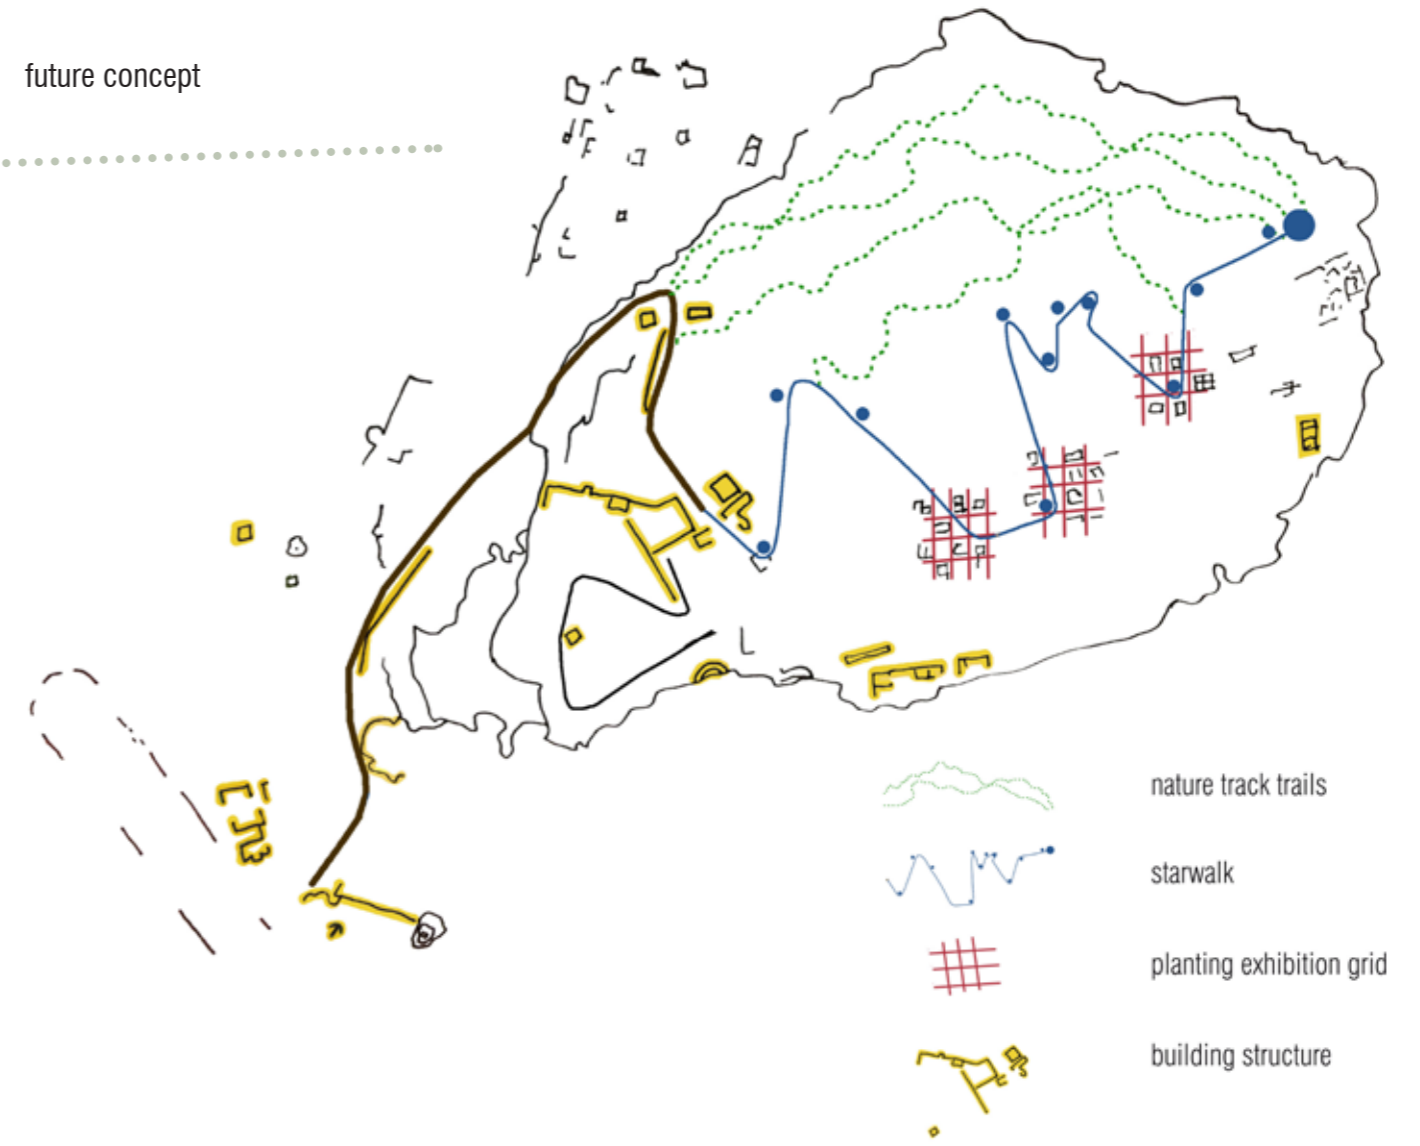 future concept
nature track trails
starwalk
planting exhibition grid
building structure